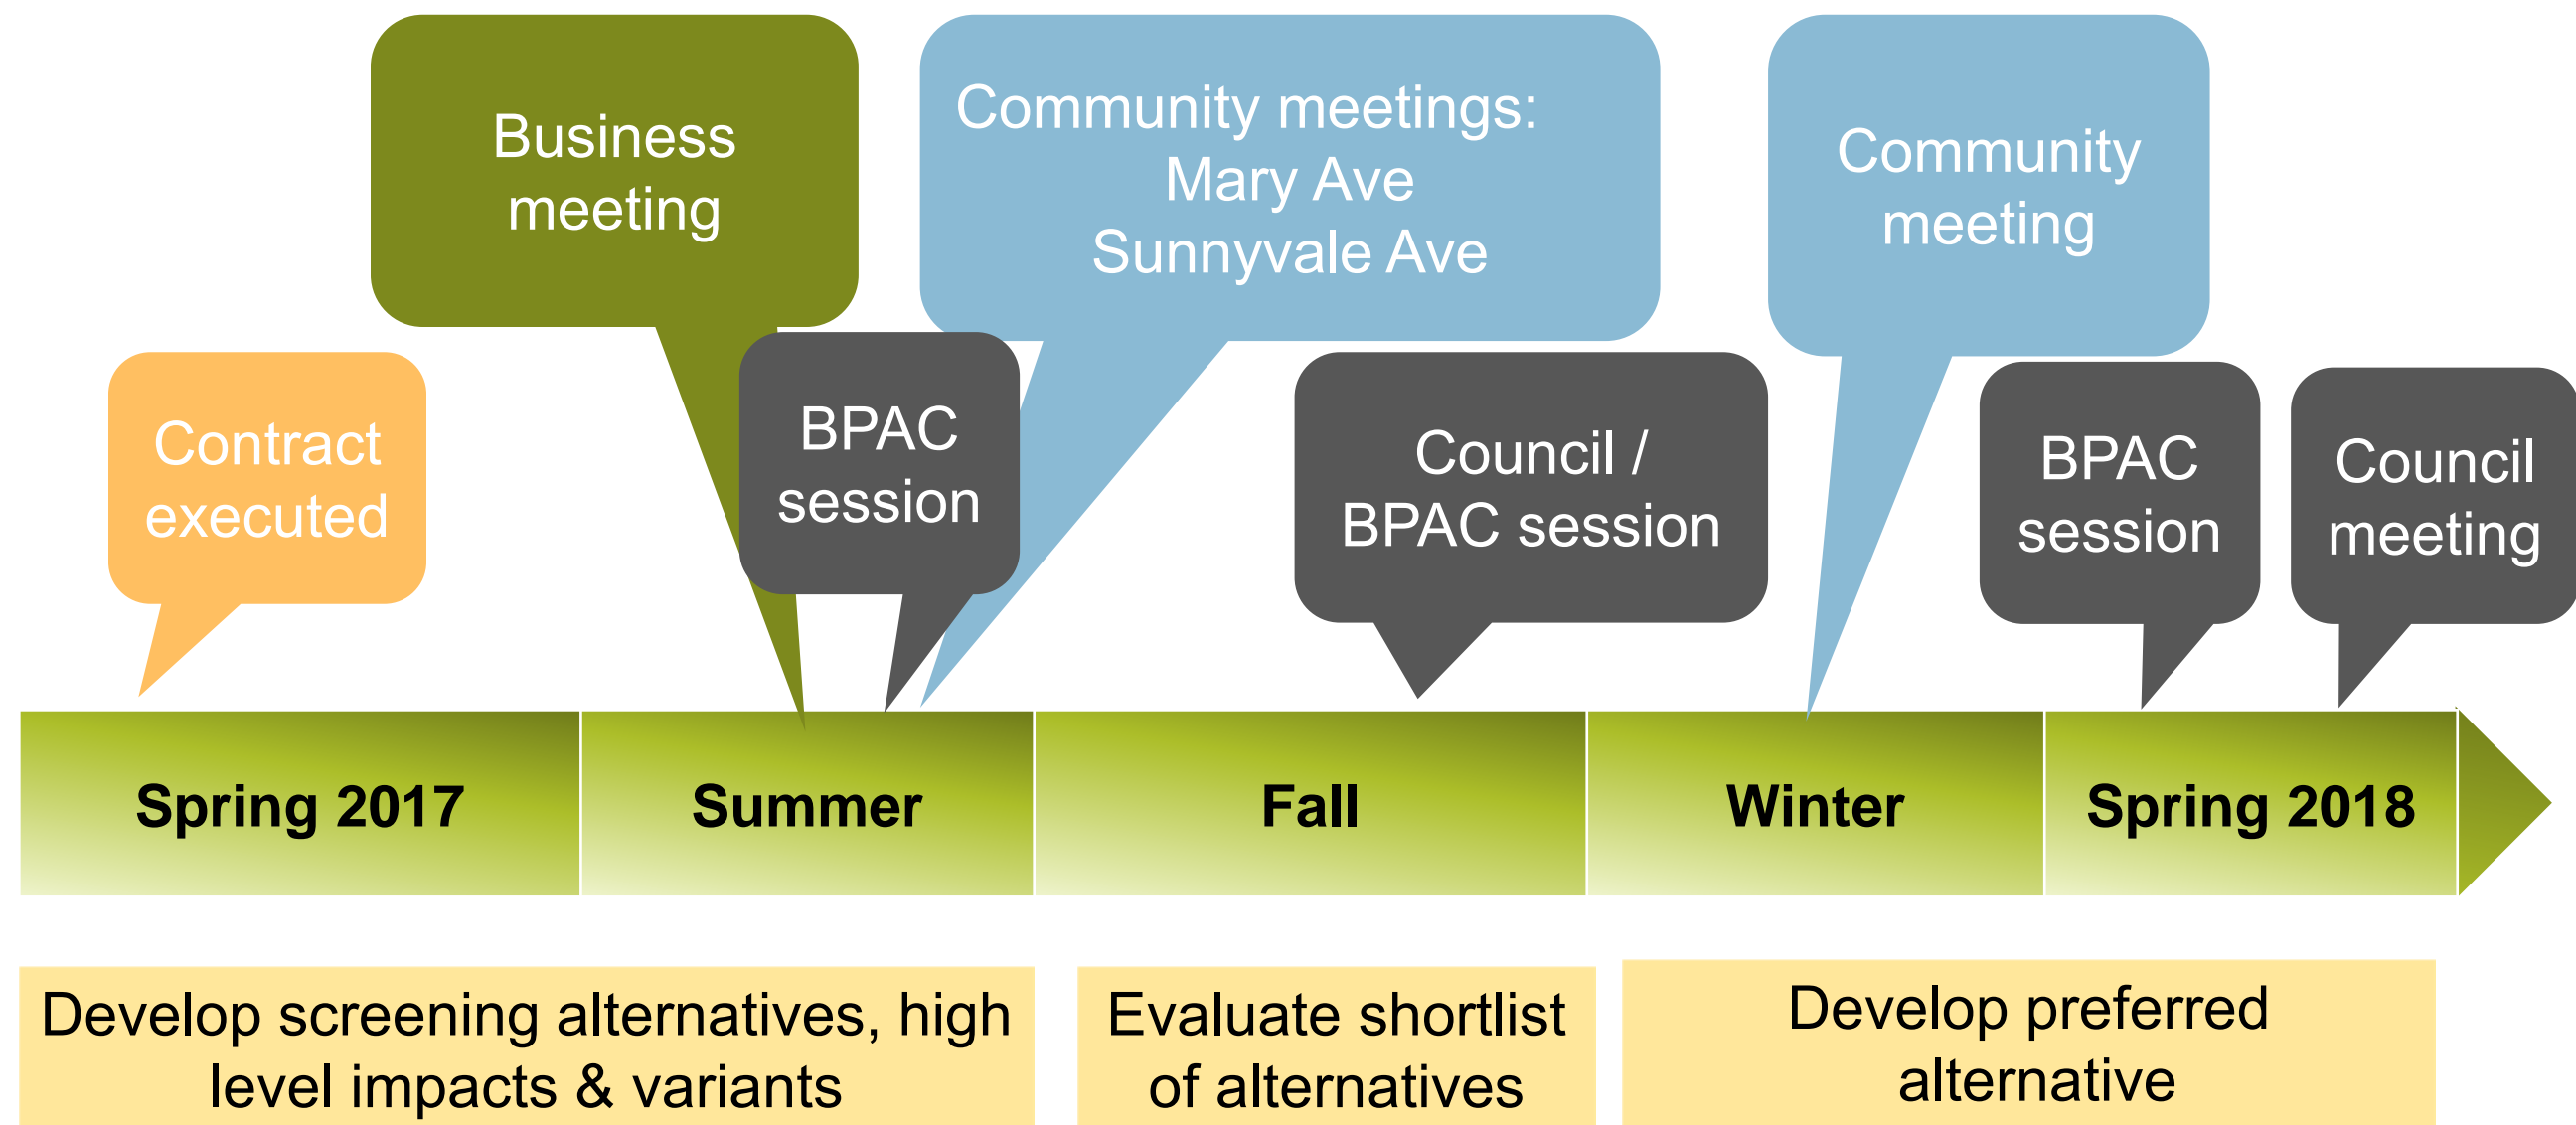 Business
meeting
Community meetings:
Mary Ave
Sunnyvale Ave
Community
meeting
Contract
executed
BPAC
session
Council /
BPAC session
BPAC
session
Council
meeting
Spring 2017
Summer
Fall
Winter
Spring 2018
Develop screening alternatives, high
level impacts & variants
Evaluate shortlist
of alternatives
Develop preferred
alternative